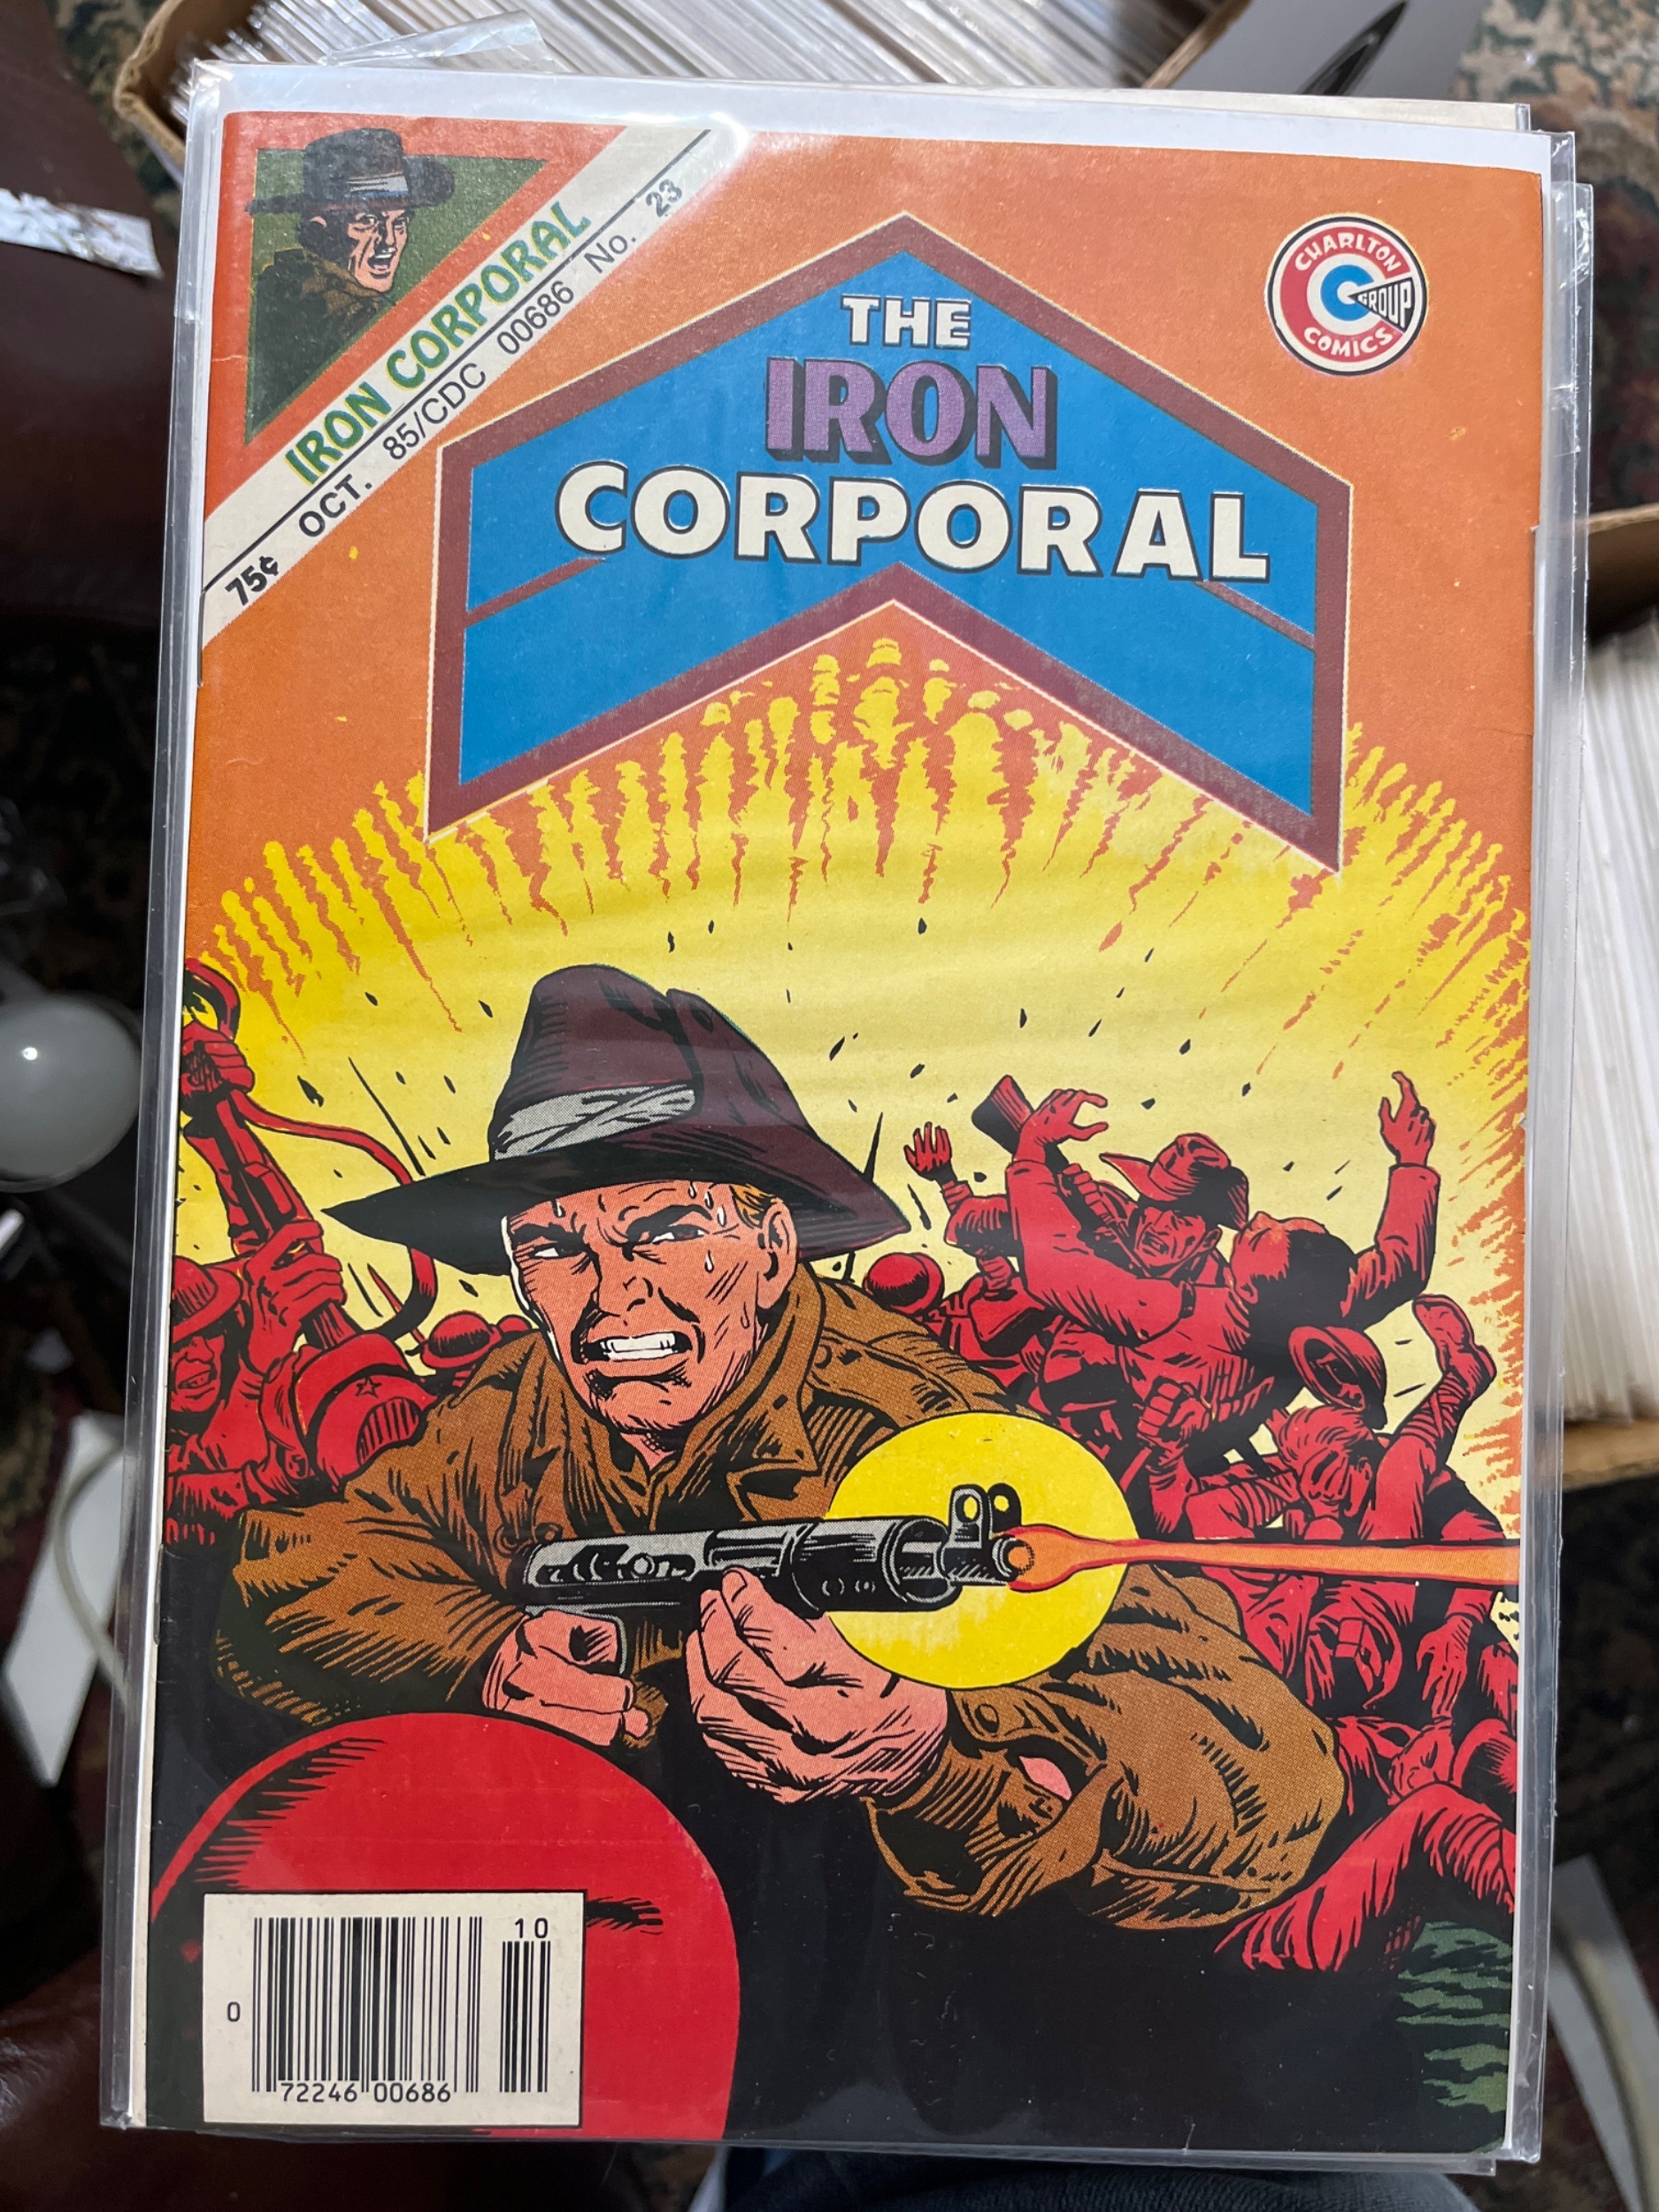 IRON CORPORAL
75¢ OCT. 85/CDC 00686 No. 23
THE
IRON
CORPORAL
CHARLTON
GROUP
COMICS
10
0
72246 00686